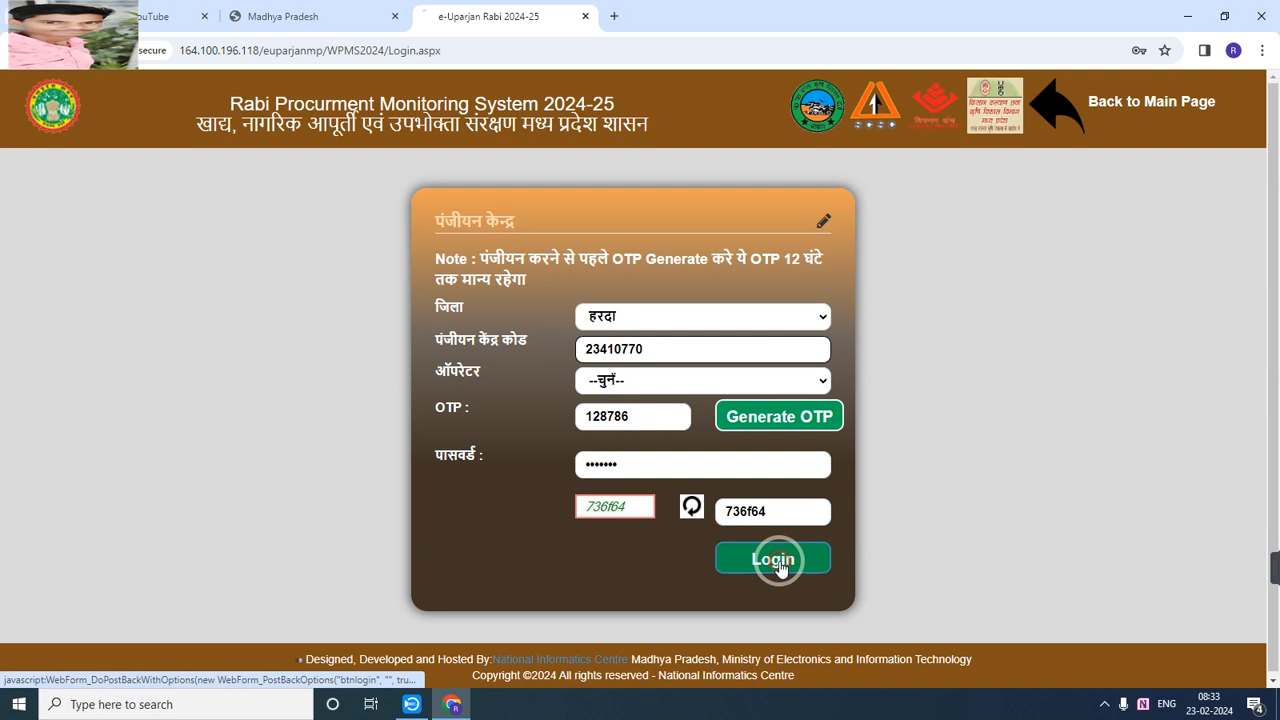 ouTube
Madhya Pradesh
e-Uparjan Rabi 2024-25
secure
164.100.196.118/euparjanmp/WPMS2024/Login.aspx
R
Rabi Procurment Monitoring System 2024-25
खाद्य, नागरिक आपूर्ती एवं उपभोक्ता संरक्षण मध्य प्रदेश शासन
Back to Main Page
पंजीयन केन्द्र
Note : पंजीयन करने से पहले OTP Generate करे ये OTP 12 घंटे
तक मान्य रहेगा
जिला
हरदा
पंजीयन केंद्र कोड
23410770
ऑपरेटर
--चुनें--
OTP :
128786
Generate OTP
पासवर्ड :
•••••••
736f64
736f64
Login
Designed, Developed and Hosted By:National Informatics Centre Madhya Pradesh, Ministry of Electronics and Information Technology
Copyright ©2024 All rights reserved - National Informatics Centre
javascript:WebForm_DoPostBackWithOptions(new WebForm_PostBackOptions("btnlogin", "", tru...
Type here to search
R
N
ENG
08:33
23-02-2024
4